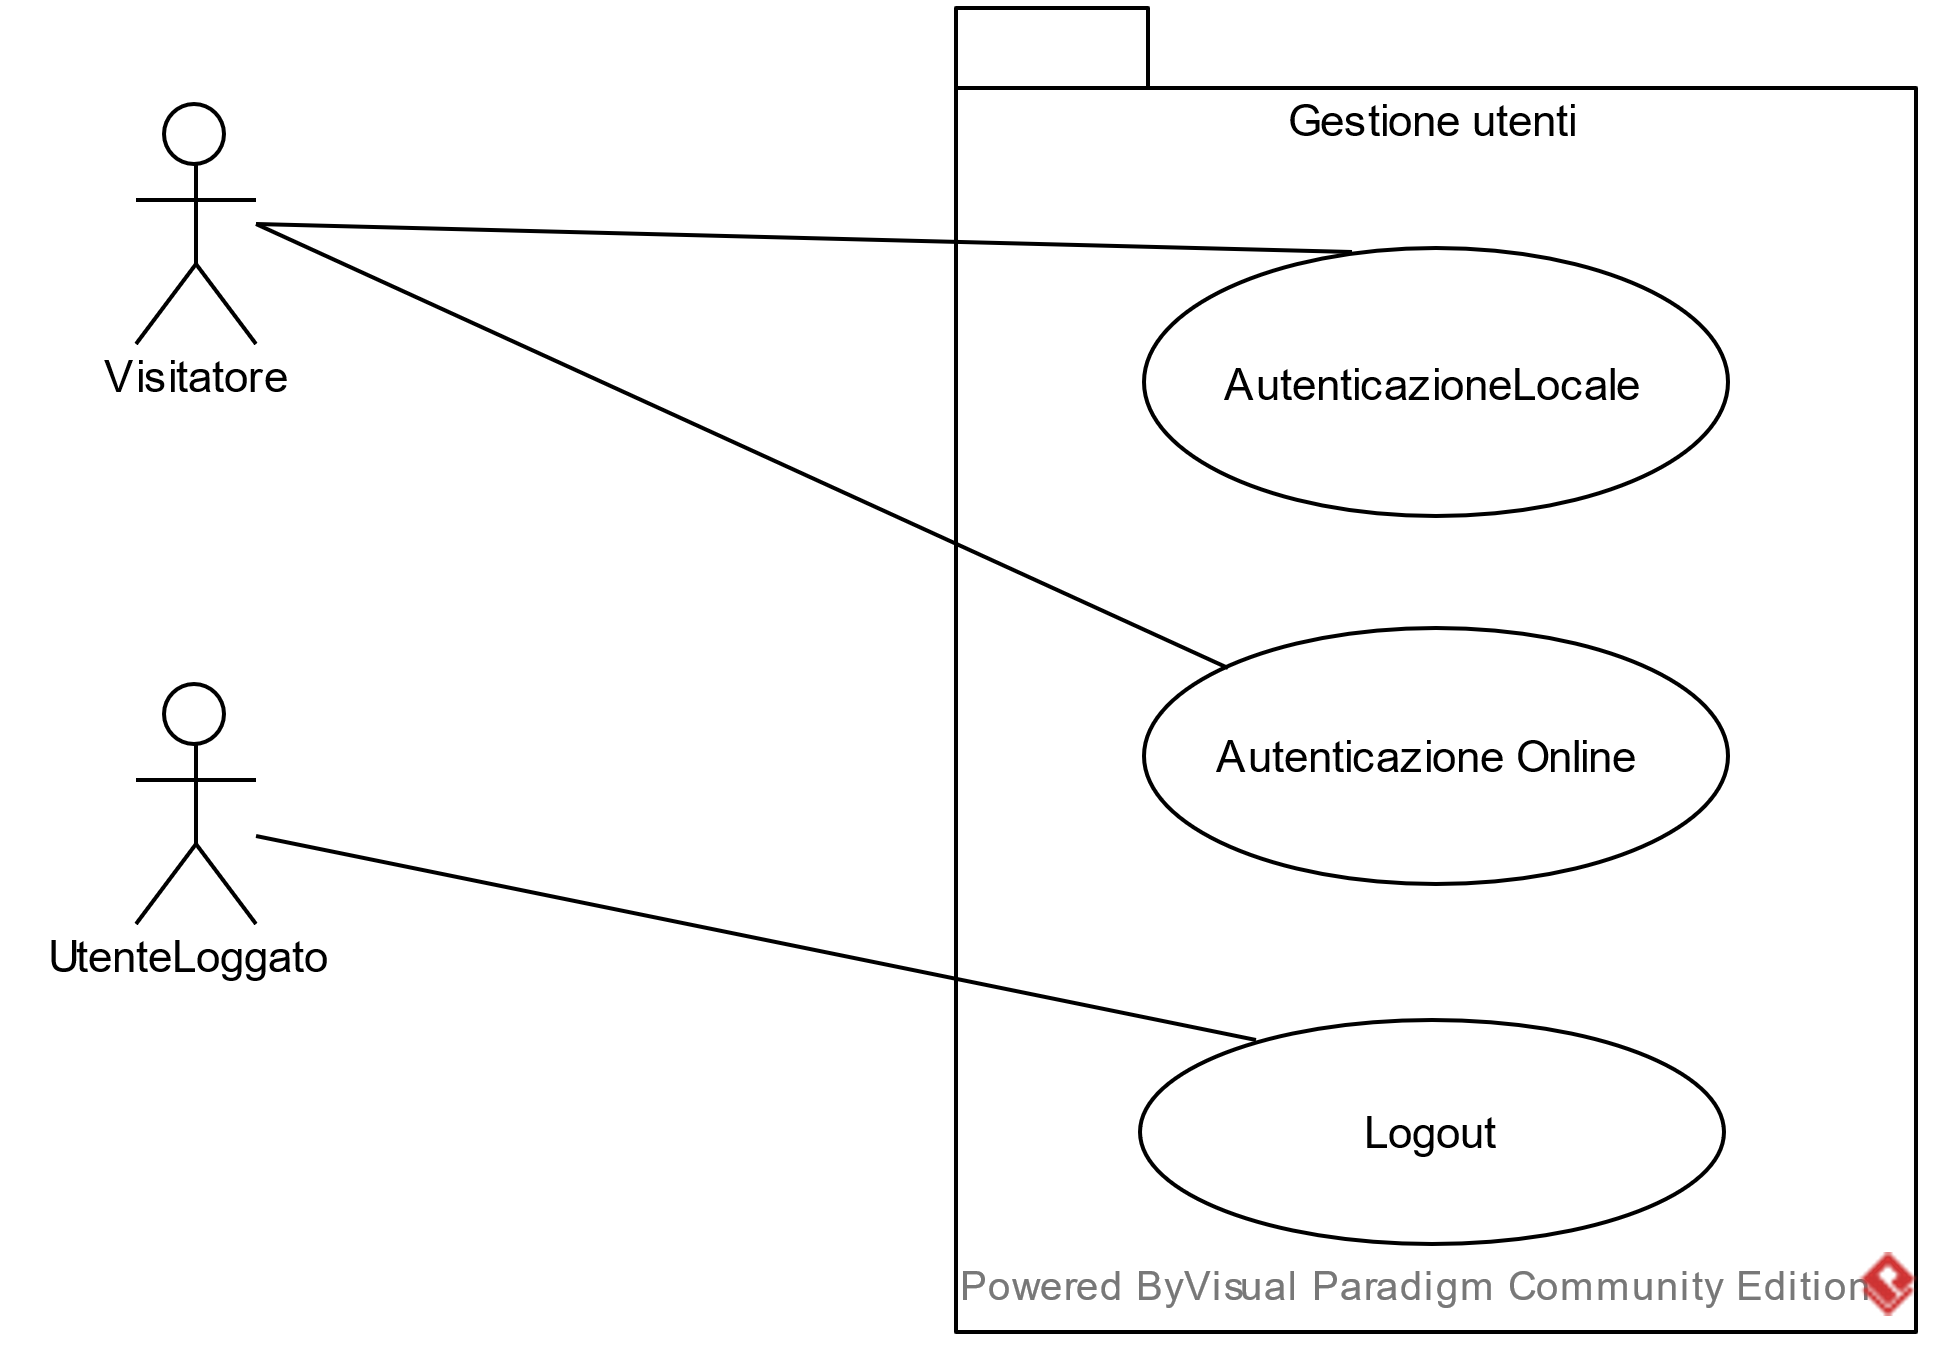 Gestione utenti
Visitatore
AutenticazioneLocale
Autenticazione Online
UtenteLoggato
Logout
Powered ByVisual Paradigm Community Edition